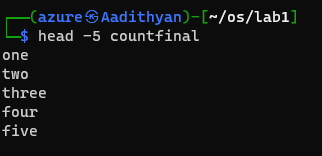 ┌──(azure㉿Aadithyan)-[~/os/lab1]
└─$ head -5 countfinal
one
two
three
four
five